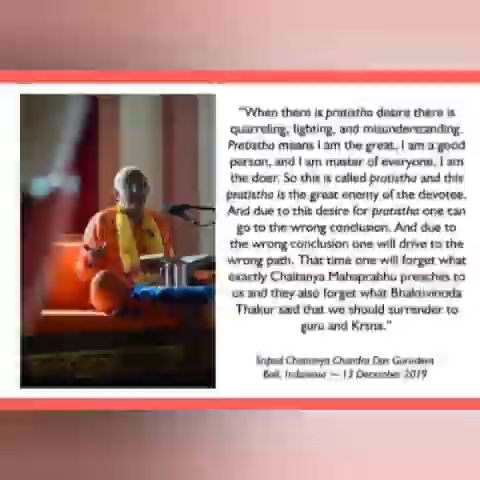 "When there is pratistha desire there is
quarreling, fighting, and misunderstanding.
Pratistha means I am the great, I am a good
person, and I am master of everyone, I am
the doer. So this is called pratistha and this
pratistha is the great enemy of the devotee.
And due to this desire for pratistha one can
go to the wrong conclusion. And due to
the wrong conclusion one will drive to the
wrong path. That time one will forget what
exactly Chaitanya Mahaprabhu preaches to
us and they also forget what Bhaktivinoda
Thakur said that we should surrender to
guru and Krsna."
Sripad Chaitanya Chandra Das Gurudeva
Bali, Indonesia — 13 December 2019